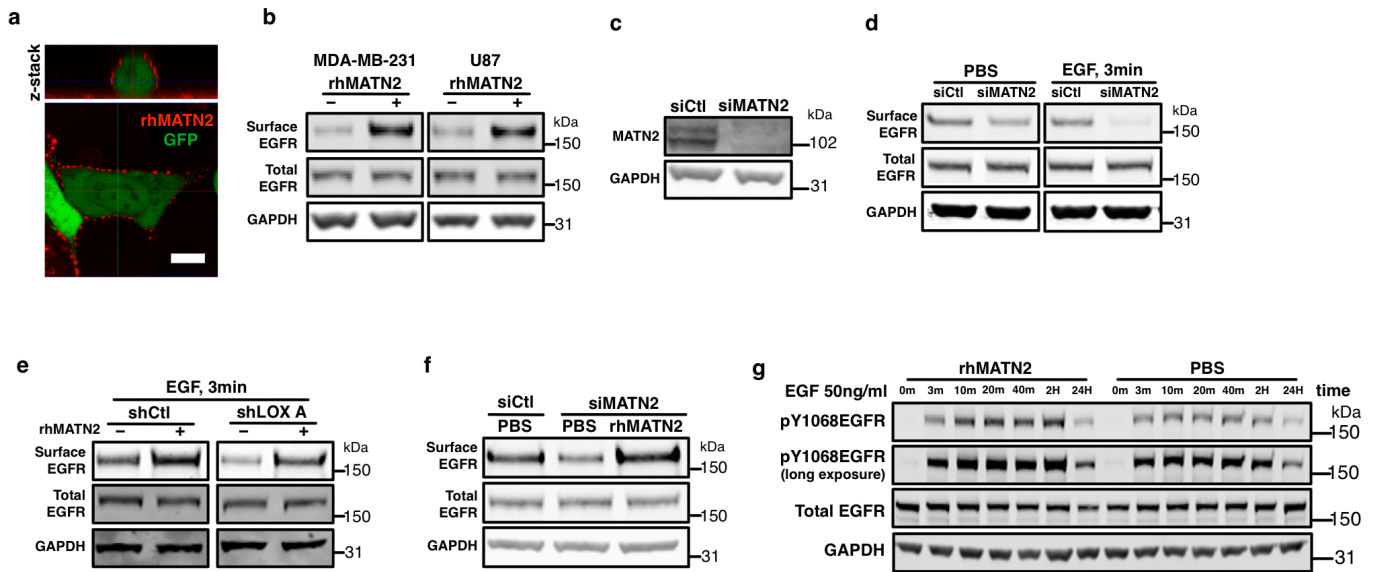 a
z-stack
rhMATN2
GFP
b
MDA-MB-231 U87
rhMATN2 rhMATN2
– + – +
Surface EGFR
kDa
150
Total EGFR
150
GAPDH
31
c
siCtl siMATN2
kDa
MATN2
102
GAPDH
31
d
PBS EGF, 3min
siCtl siMATN2 siCtl siMATN2
kDa
Surface EGFR
150
Total EGFR
150
GAPDH
31
e
EGF, 3min
shCtl shLOX A
rhMATN2 – + – +
kDa
Surface EGFR
150
Total EGFR
150
GAPDH
31
f
siCtl siMATN2
PBS PBS rhMATN2
kDa
Surface EGFR
150
Total EGFR
150
GAPDH
31
g
rhMATN2 PBS
EGF 50ng/ml 0m 3m 10m 20m 40m 2H 24H 0m 3m 10m 20m 40m 2H 24H time
kDa
pY1068EGFR
150
pY1068EGFR
(long exposure)
150
Total EGFR
150
GAPDH
31